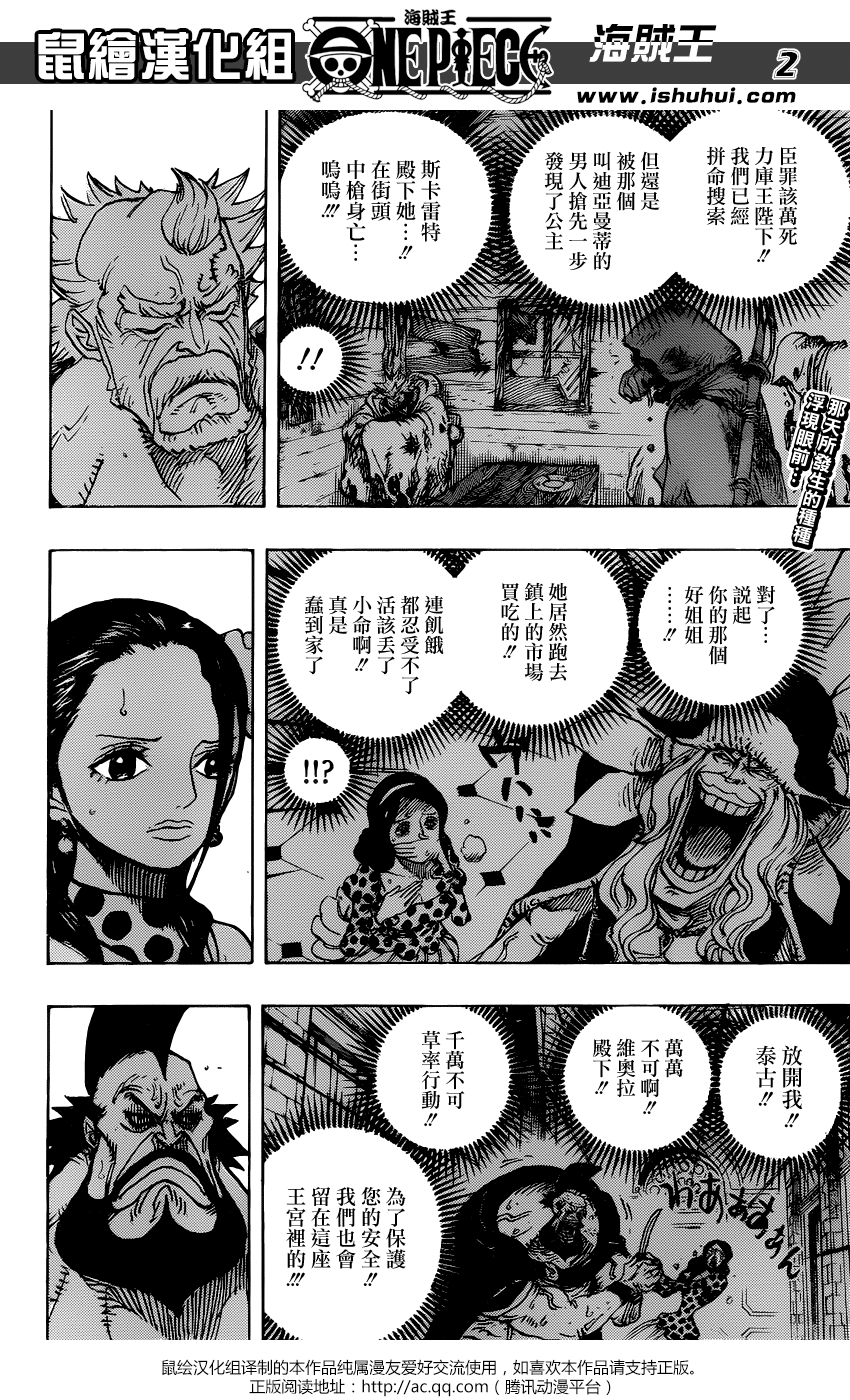 鼠繪漢化組
海賊王
ONE PIECE
海賊王
2
www.ishuhui.com
臣罪該萬死
力庫王陛下!!
我們已經
拼命搜索
但還是
被那個
叫迪亞曼蒂的
男人搶先一步
發現了公主
斯卡雷特
殿下她…!!
在街頭
中槍身亡…
嗚嗚!!!
!!
那天所發生的種種
浮現眼前…
對了…
説起
你的那個
好姐姐
……!!
她居然跑去
鎮上的市場
買吃的!!
連飢餓
都忍受不了
活該丟了
小命啊!!
真是
蠢到家了
!!?
放開我!!
泰古!!
萬萬
不可啊!!
維奧拉
殿下!!
千萬不可
草率行動!!
為了保護
您的安全!!
我們也會
留在這座
王宮裡的!!!
鼠绘汉化组译制的本作品纯属漫友爱好交流使用，如喜欢本作品请支持正版。
正版阅读地址：http://ac.qq.com（腾讯动漫平台）